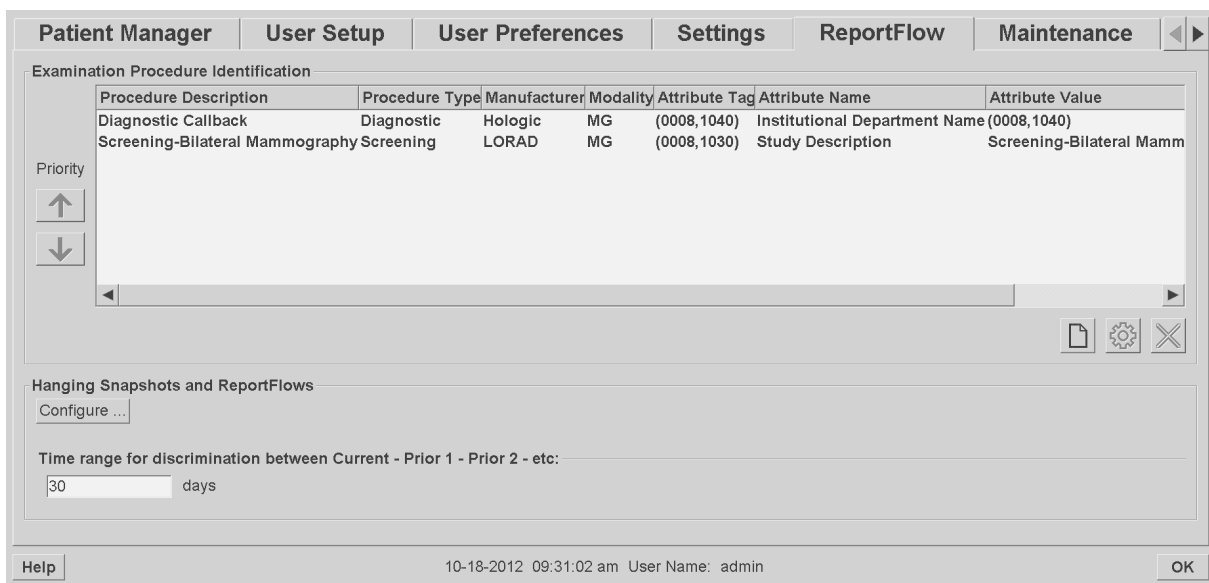 Patient Manager User Setup User Preferences Settings ReportFlow Maintenance
Examination Procedure Identification
Procedure Description Procedure Type Manufacturer Modality Attribute Tag Attribute Name Attribute Value
Diagnostic Callback Diagnostic Hologic MG (0008,1040) Institutional Department Name (0008,1040)
Screening-Bilateral Mammography Screening LORAD MG (0008,1030) Study Description Screening-Bilateral Mamm
Priority
Hanging Snapshots and ReportFlows
Configure ...
Time range for discrimination between Current - Prior 1 - Prior 2 - etc:
30 days
Help 10-18-2012 09:31:02 am User Name: admin OK